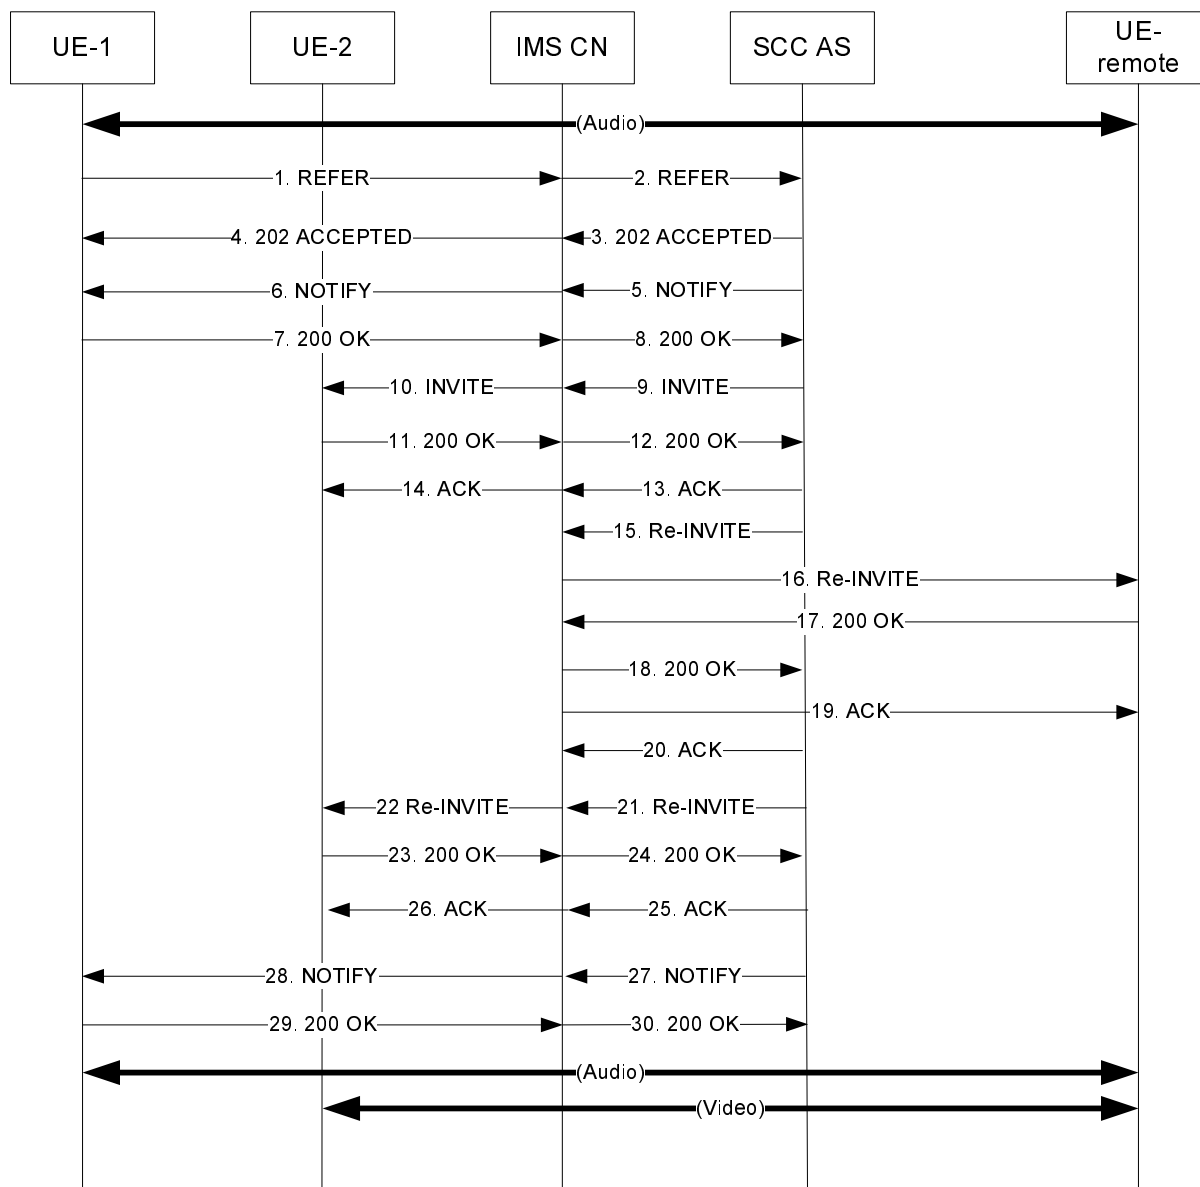 UE-1
UE-2
IMS CN
SCC AS
UE-
remote
(Audio)
1. REFER
2. REFER
4. 202 ACCEPTED
3. 202 ACCEPTED
6. NOTIFY
5. NOTIFY
7. 200 OK
8. 200 OK
10. INVITE
9. INVITE
11. 200 OK
12. 200 OK
14. ACK
13. ACK
15. Re-INVITE
16. Re-INVITE
17. 200 OK
18. 200 OK
19. ACK
20. ACK
22 Re-INVITE
21. Re-INVITE
23. 200 OK
24. 200 OK
26. ACK
25. ACK
28. NOTIFY
27. NOTIFY
29. 200 OK
30. 200 OK
(Audio)
(Video)